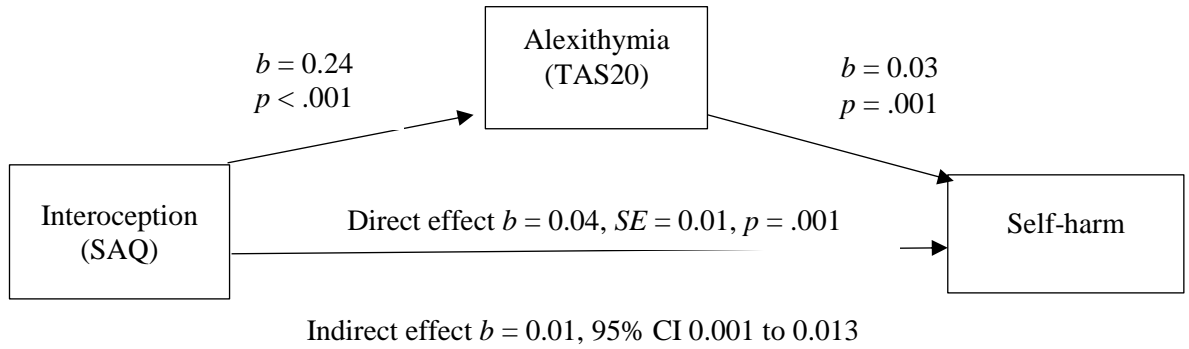 Alexithymia
(TAS20)
b = 0.24
p < .001
b = 0.03
p = .001
Interoception
(SAQ)
Direct effect b = 0.04, SE = 0.01, p = .001
Self-harm
Indirect effect b = 0.01, 95% CI 0.001 to 0.013